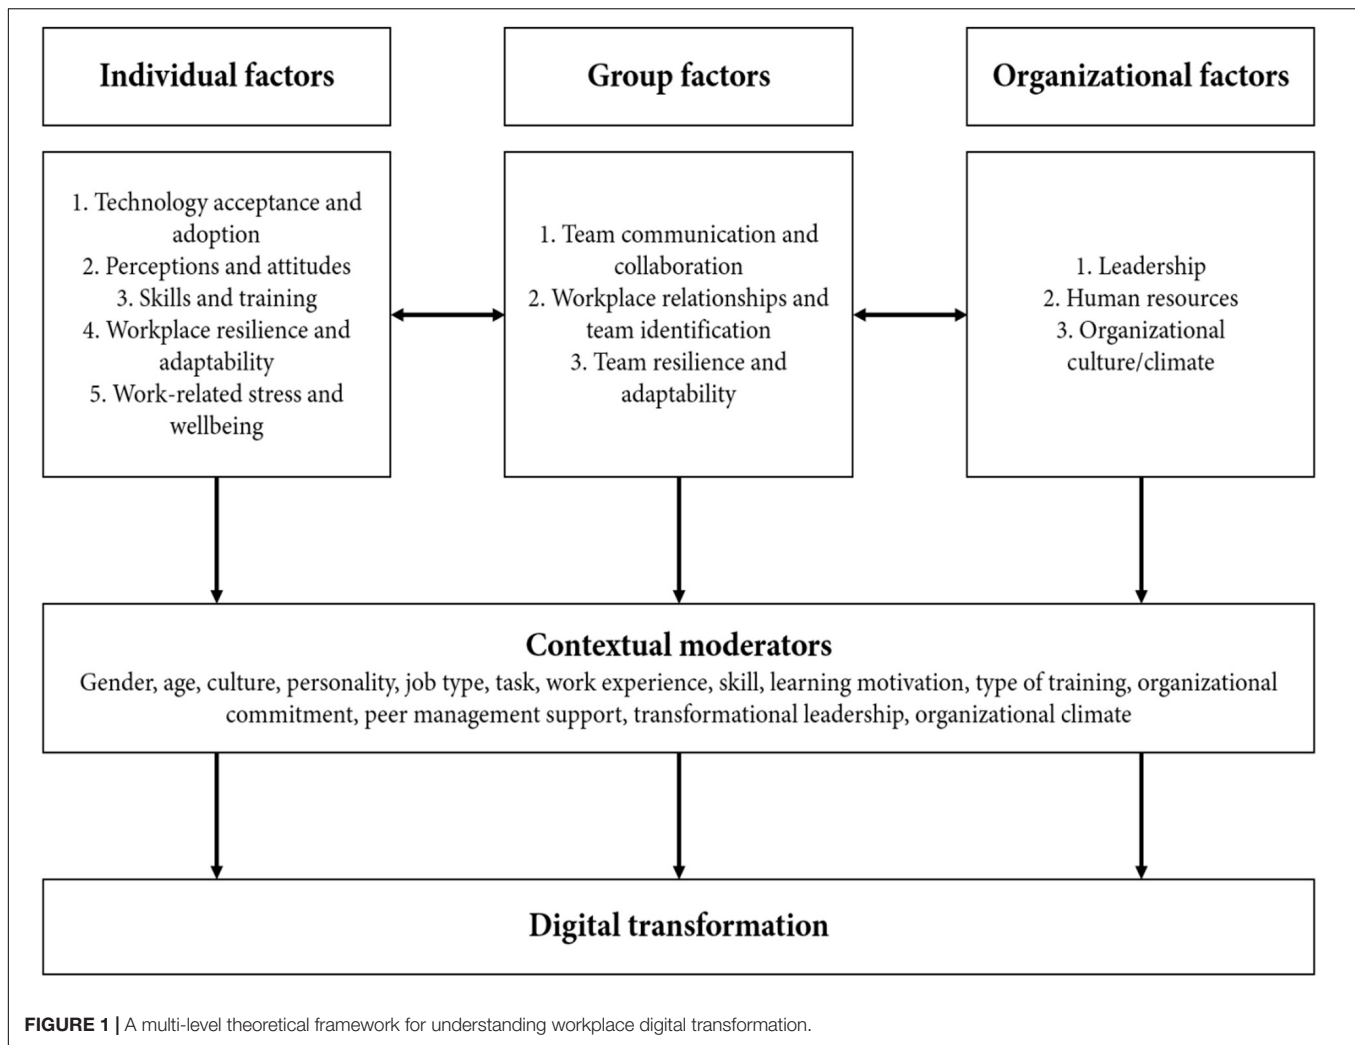 Individual factors
Group factors
Organizational factors
1. Technology acceptance and
adoption
2. Perceptions and attitudes
3. Skills and training
4. Workplace resilience and
adaptability
5. Work-related stress and
wellbeing
1. Team communication and
collaboration
2. Workplace relationships and
team identification
3. Team resilience and
adaptability
1. Leadership
2. Human resources
3. Organizational
culture/climate
Contextual moderators
Gender, age, culture, personality, job type, task, work experience, skill, learning motivation, type of training, organizational
commitment, peer management support, transformational leadership, organizational climate
Digital transformation
FIGURE 1 | A multi-level theoretical framework for understanding workplace digital transformation.